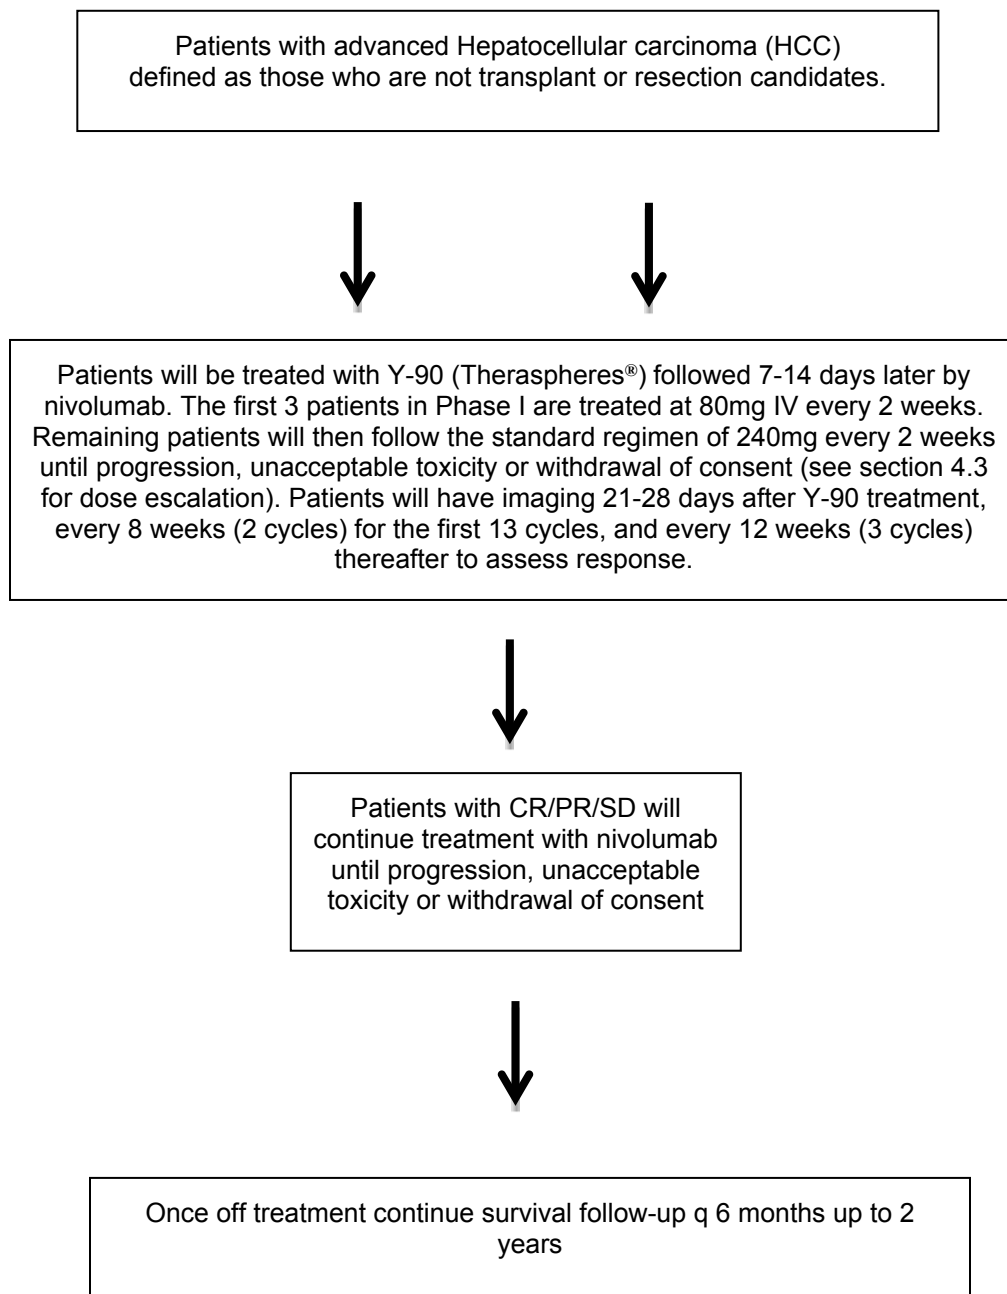 Patients with advanced Hepatocellular carcinoma (HCC)
defined as those who are not transplant or resection candidates.
Patients will be treated with Y-90 (Theraspheres®) followed 7-14 days later by
nivolumab. The first 3 patients in Phase I are treated at 80mg IV every 2 weeks.
Remaining patients will then follow the standard regimen of 240mg every 2 weeks
until progression, unacceptable toxicity or withdrawal of consent (see section 4.3
for dose escalation). Patients will have imaging 21-28 days after Y-90 treatment,
every 8 weeks (2 cycles) for the first 13 cycles, and every 12 weeks (3 cycles)
thereafter to assess response.
Patients with CR/PR/SD will
continue treatment with nivolumab
until progression, unacceptable
toxicity or withdrawal of consent
Once off treatment continue survival follow-up q 6 months up to 2
years